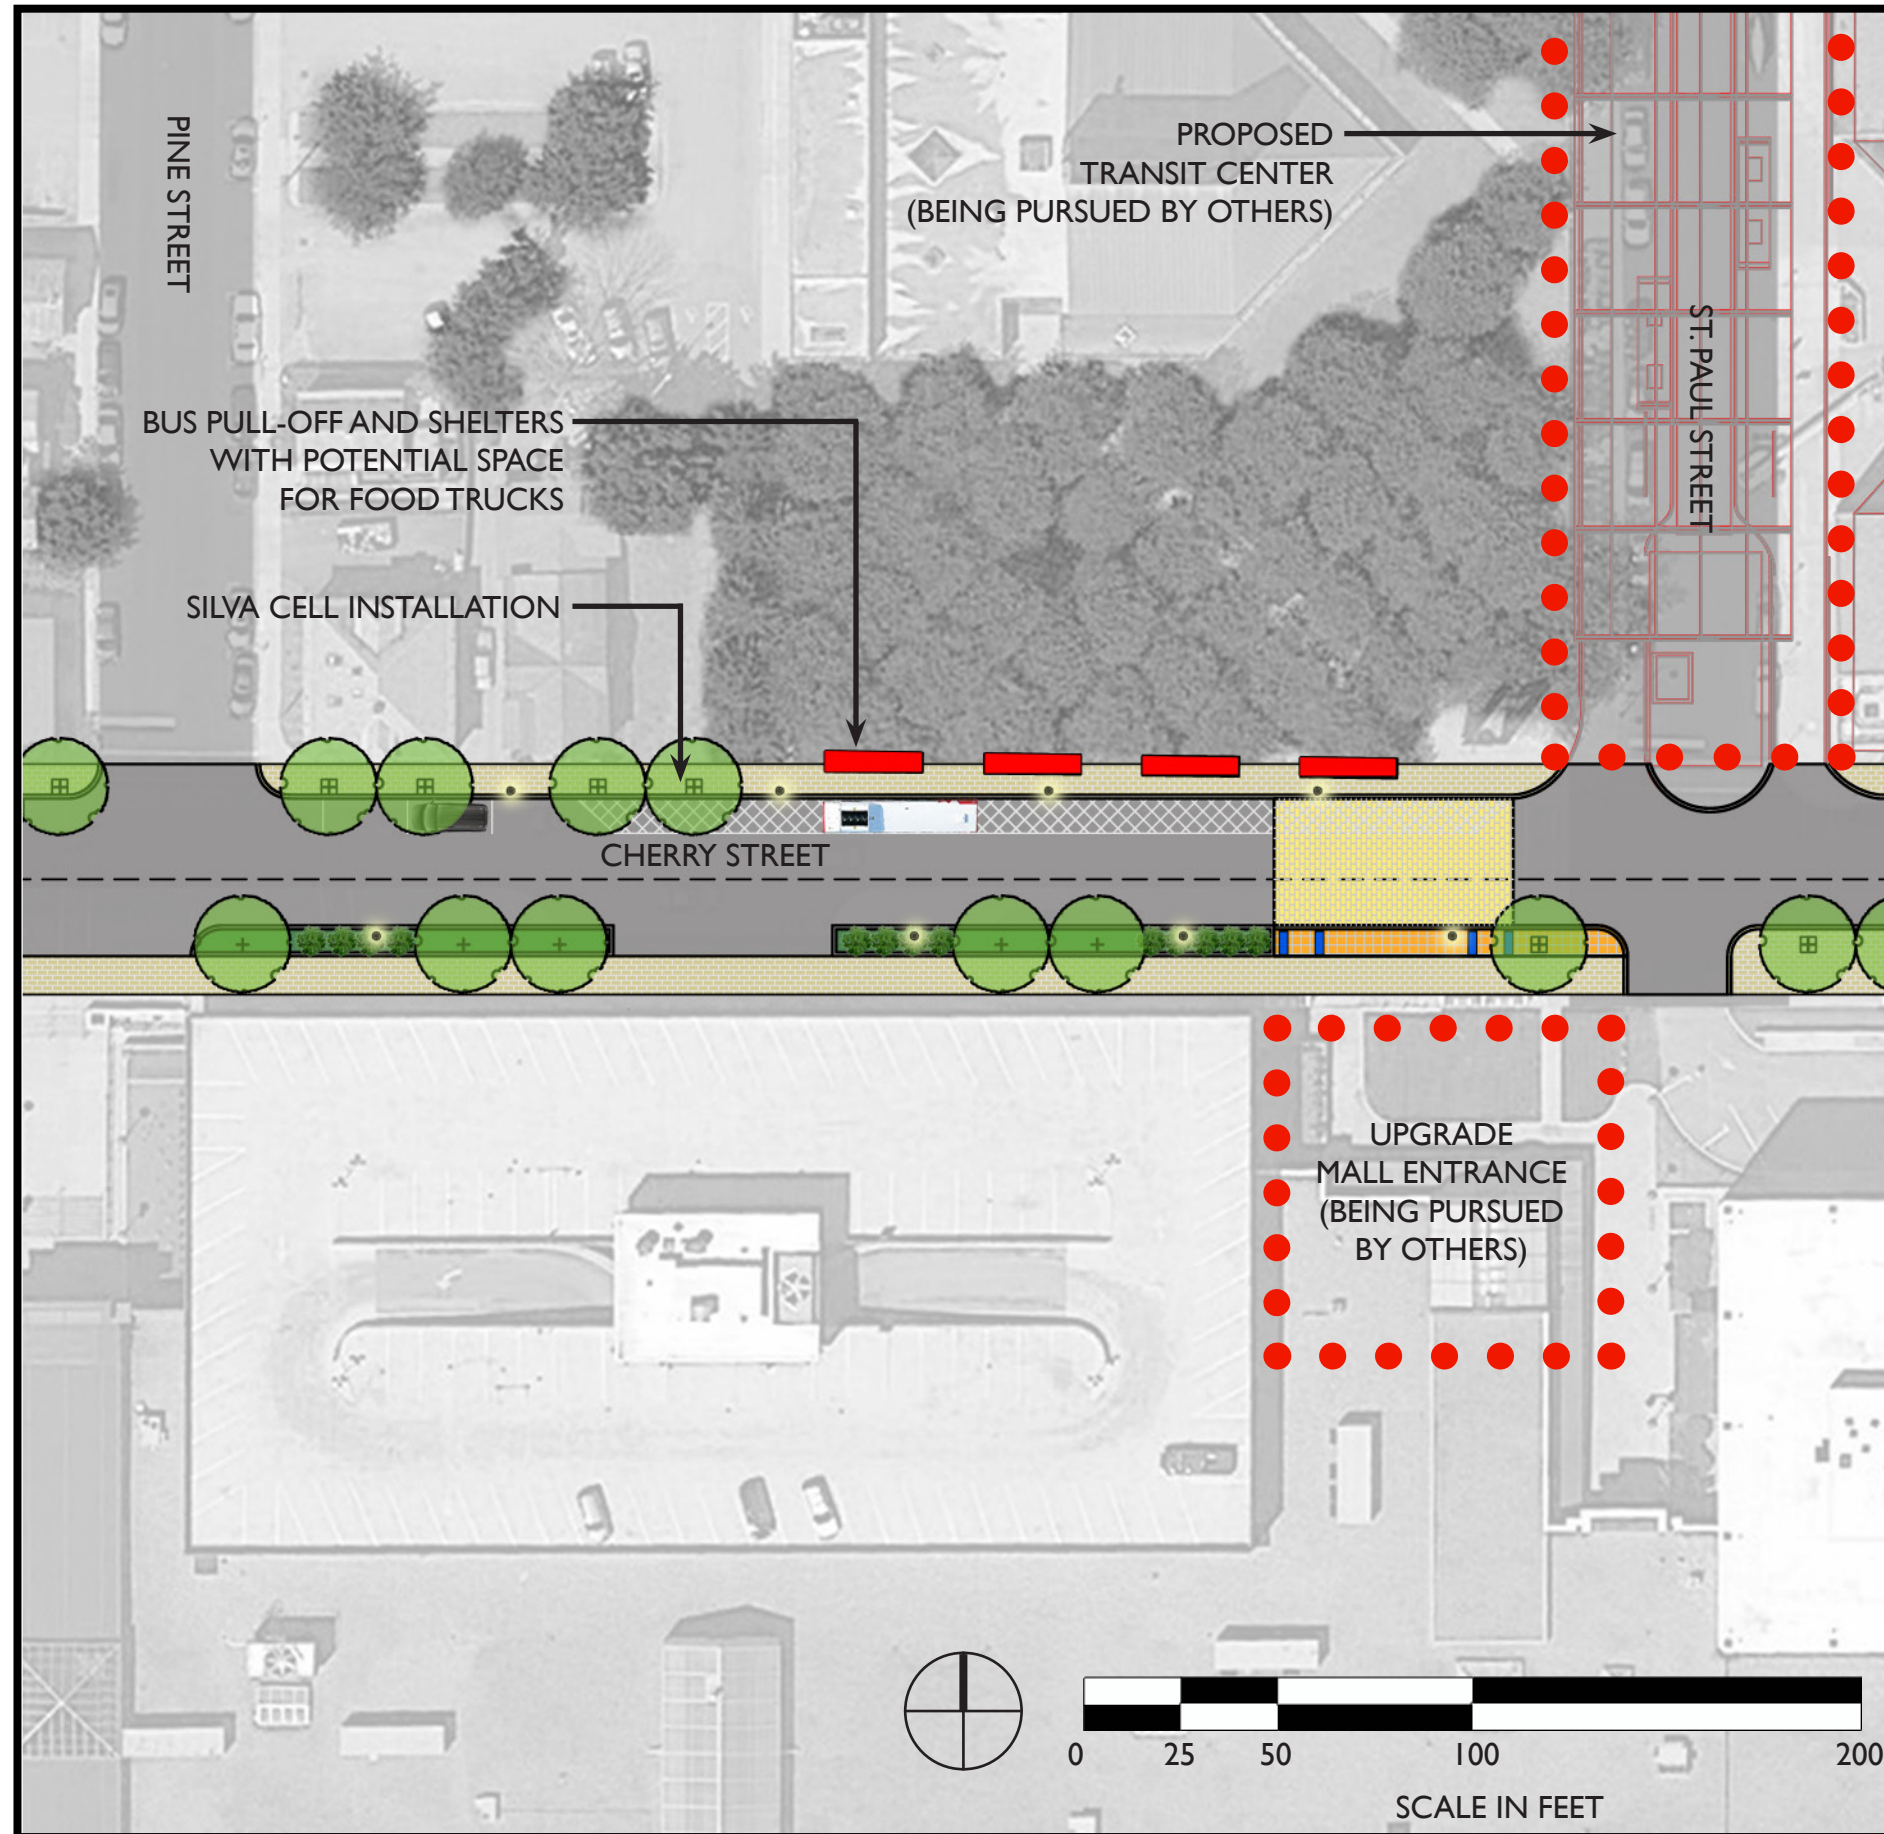 PINE STREET
PROPOSED
TRANSIT CENTER
(BEING PURSUED BY OTHERS)
ST. PAUL STREET
BUS PULL-OFF AND SHELTERS
WITH POTENTIAL SPACE
FOR FOOD TRUCKS
SILVA CELL INSTALLATION
CHERRY STREET
UPGRADE
MALL ENTRANCE
(BEING PURSUED
BY OTHERS)
0 25 50 100 200
SCALE IN FEET